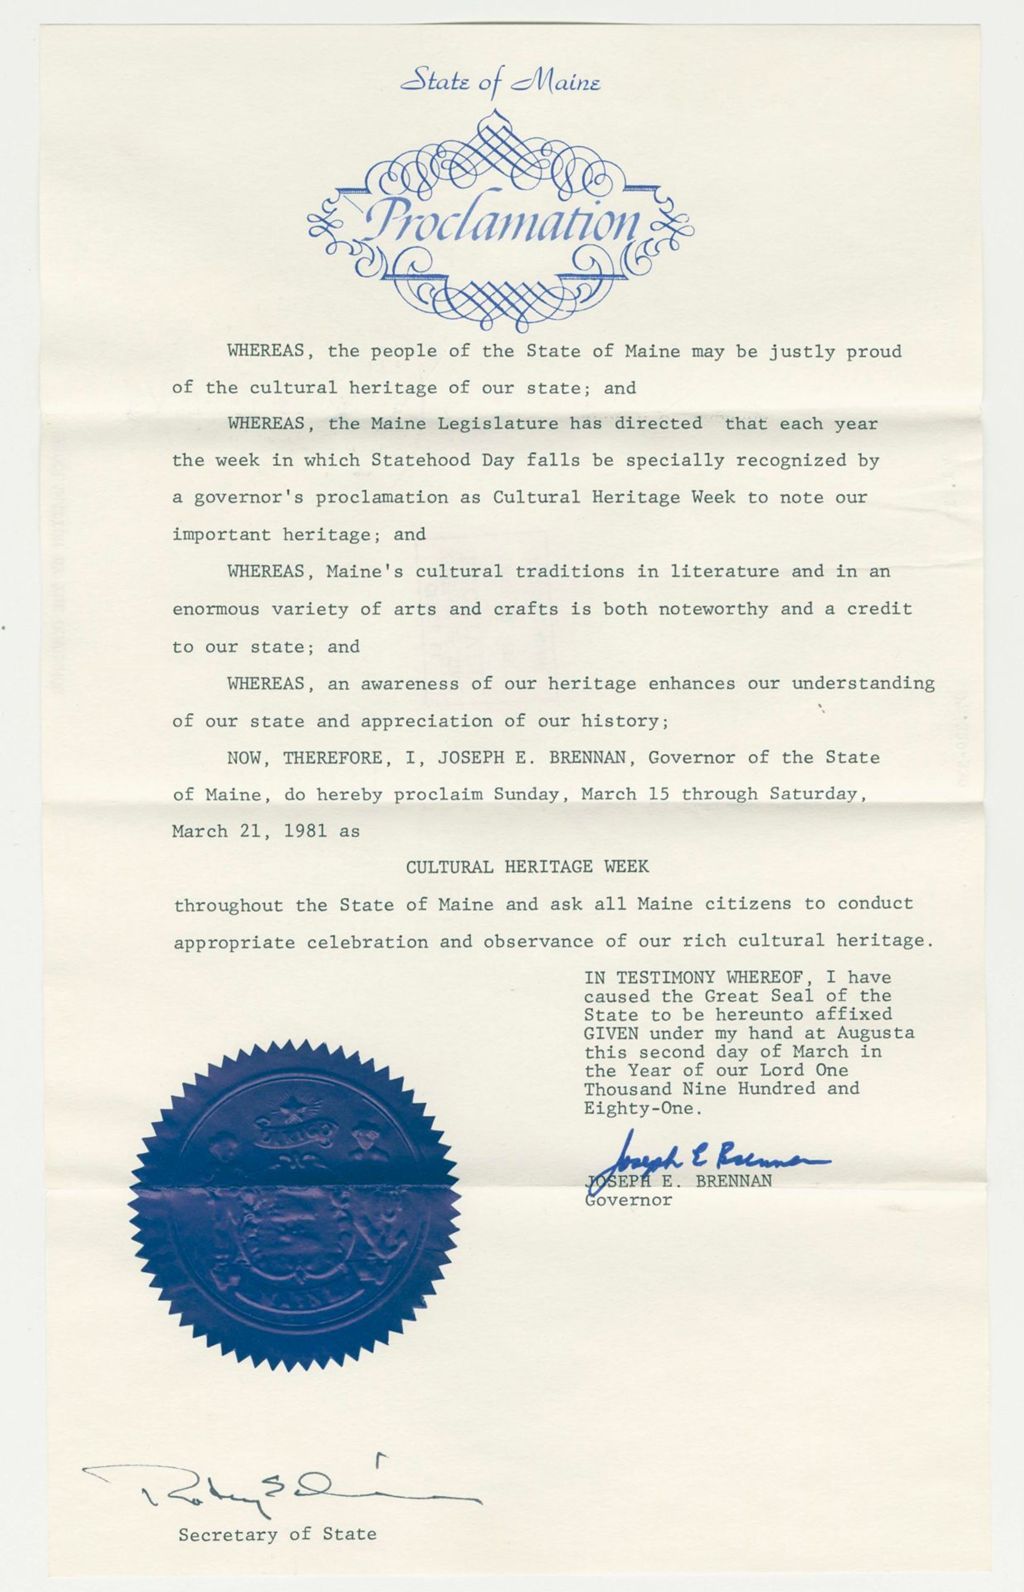 State of Maine
Proclamation
WHEREAS, the people of the State of Maine may be justly proud
of the cultural heritage of our state; and
WHEREAS, the Maine Legislature has directed that each year
the week in which Statehood Day falls be specially recognized by
a governor's proclamation as Cultural Heritage Week to note our
important heritage; and
WHEREAS, Maine's cultural traditions in literature and in an
enormous variety of arts and crafts is both noteworthy and a credit
to our state; and
WHEREAS, an awareness of our heritage enhances our understanding
of our state and appreciation of our history;
NOW, THEREFORE, I, JOSEPH E. BRENNAN, Governor of the State
of Maine, do hereby proclaim Sunday, March 15 through Saturday,
March 21, 1981 as
CULTURAL HERITAGE WEEK
throughout the State of Maine and ask all Maine citizens to conduct
appropriate celebration and observance of our rich cultural heritage.
IN TESTIMONY WHEREOF, I have
caused the Great Seal of the
State to be hereunto affixed
GIVEN under my hand at Augusta
this second day of March in
the Year of our Lord One
Thousand Nine Hundred and
Eighty-One.
Joseph E Brennan
JOSEPH E. BRENNAN
Governor
DIRIGO
MAINE
Secretary of State